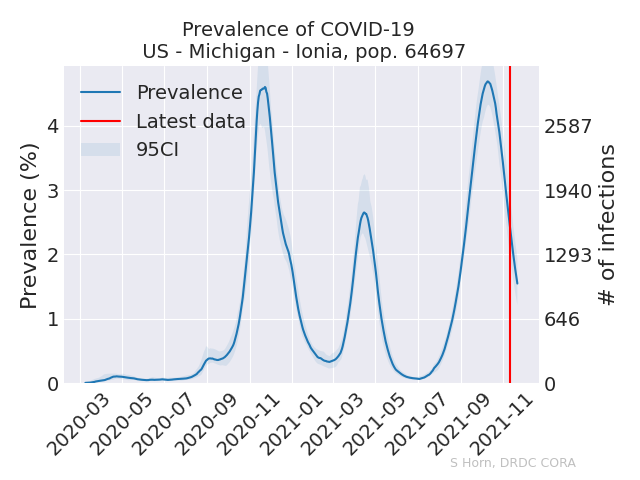 Prevalence of COVID-19
US - Michigan - Ionia, pop. 64697
Prevalence
Latest data
95CI
Prevalence (%)
4
3
2
1
0
2587
1940
1293
646
0
# of infections
2020-03
2020-05
2020-07
2020-09
2020-11
2021-01
2021-03
2021-05
2021-07
2021-09
2021-11
S Horn, DRDC CORA